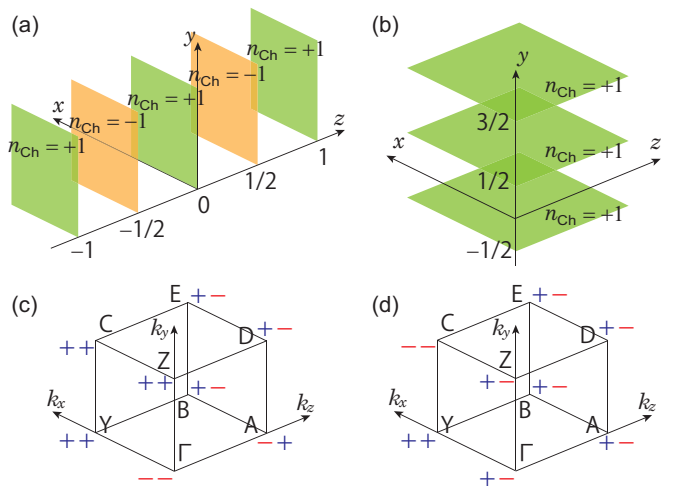 (a)
y
n_Ch = +1
n_Ch = −1
n_Ch = +1
n_Ch = −1
n_Ch = +1
x
z
1
1/2
0
−1/2
−1
(b)
y
n_Ch = +1
3/2
n_Ch = +1
x
z
1/2
n_Ch = +1
−1/2
(c)
E + −
C
k_y
D + −
+ +
Z
+ +
+ −
k_x
B
k_z
Y
A
+ +
− +
Γ
− −
(d)
E + −
C
k_y
D + −
− −
Z
+ −
+ −
k_x
B
k_z
Y
A
+ +
+ −
Γ
+ −